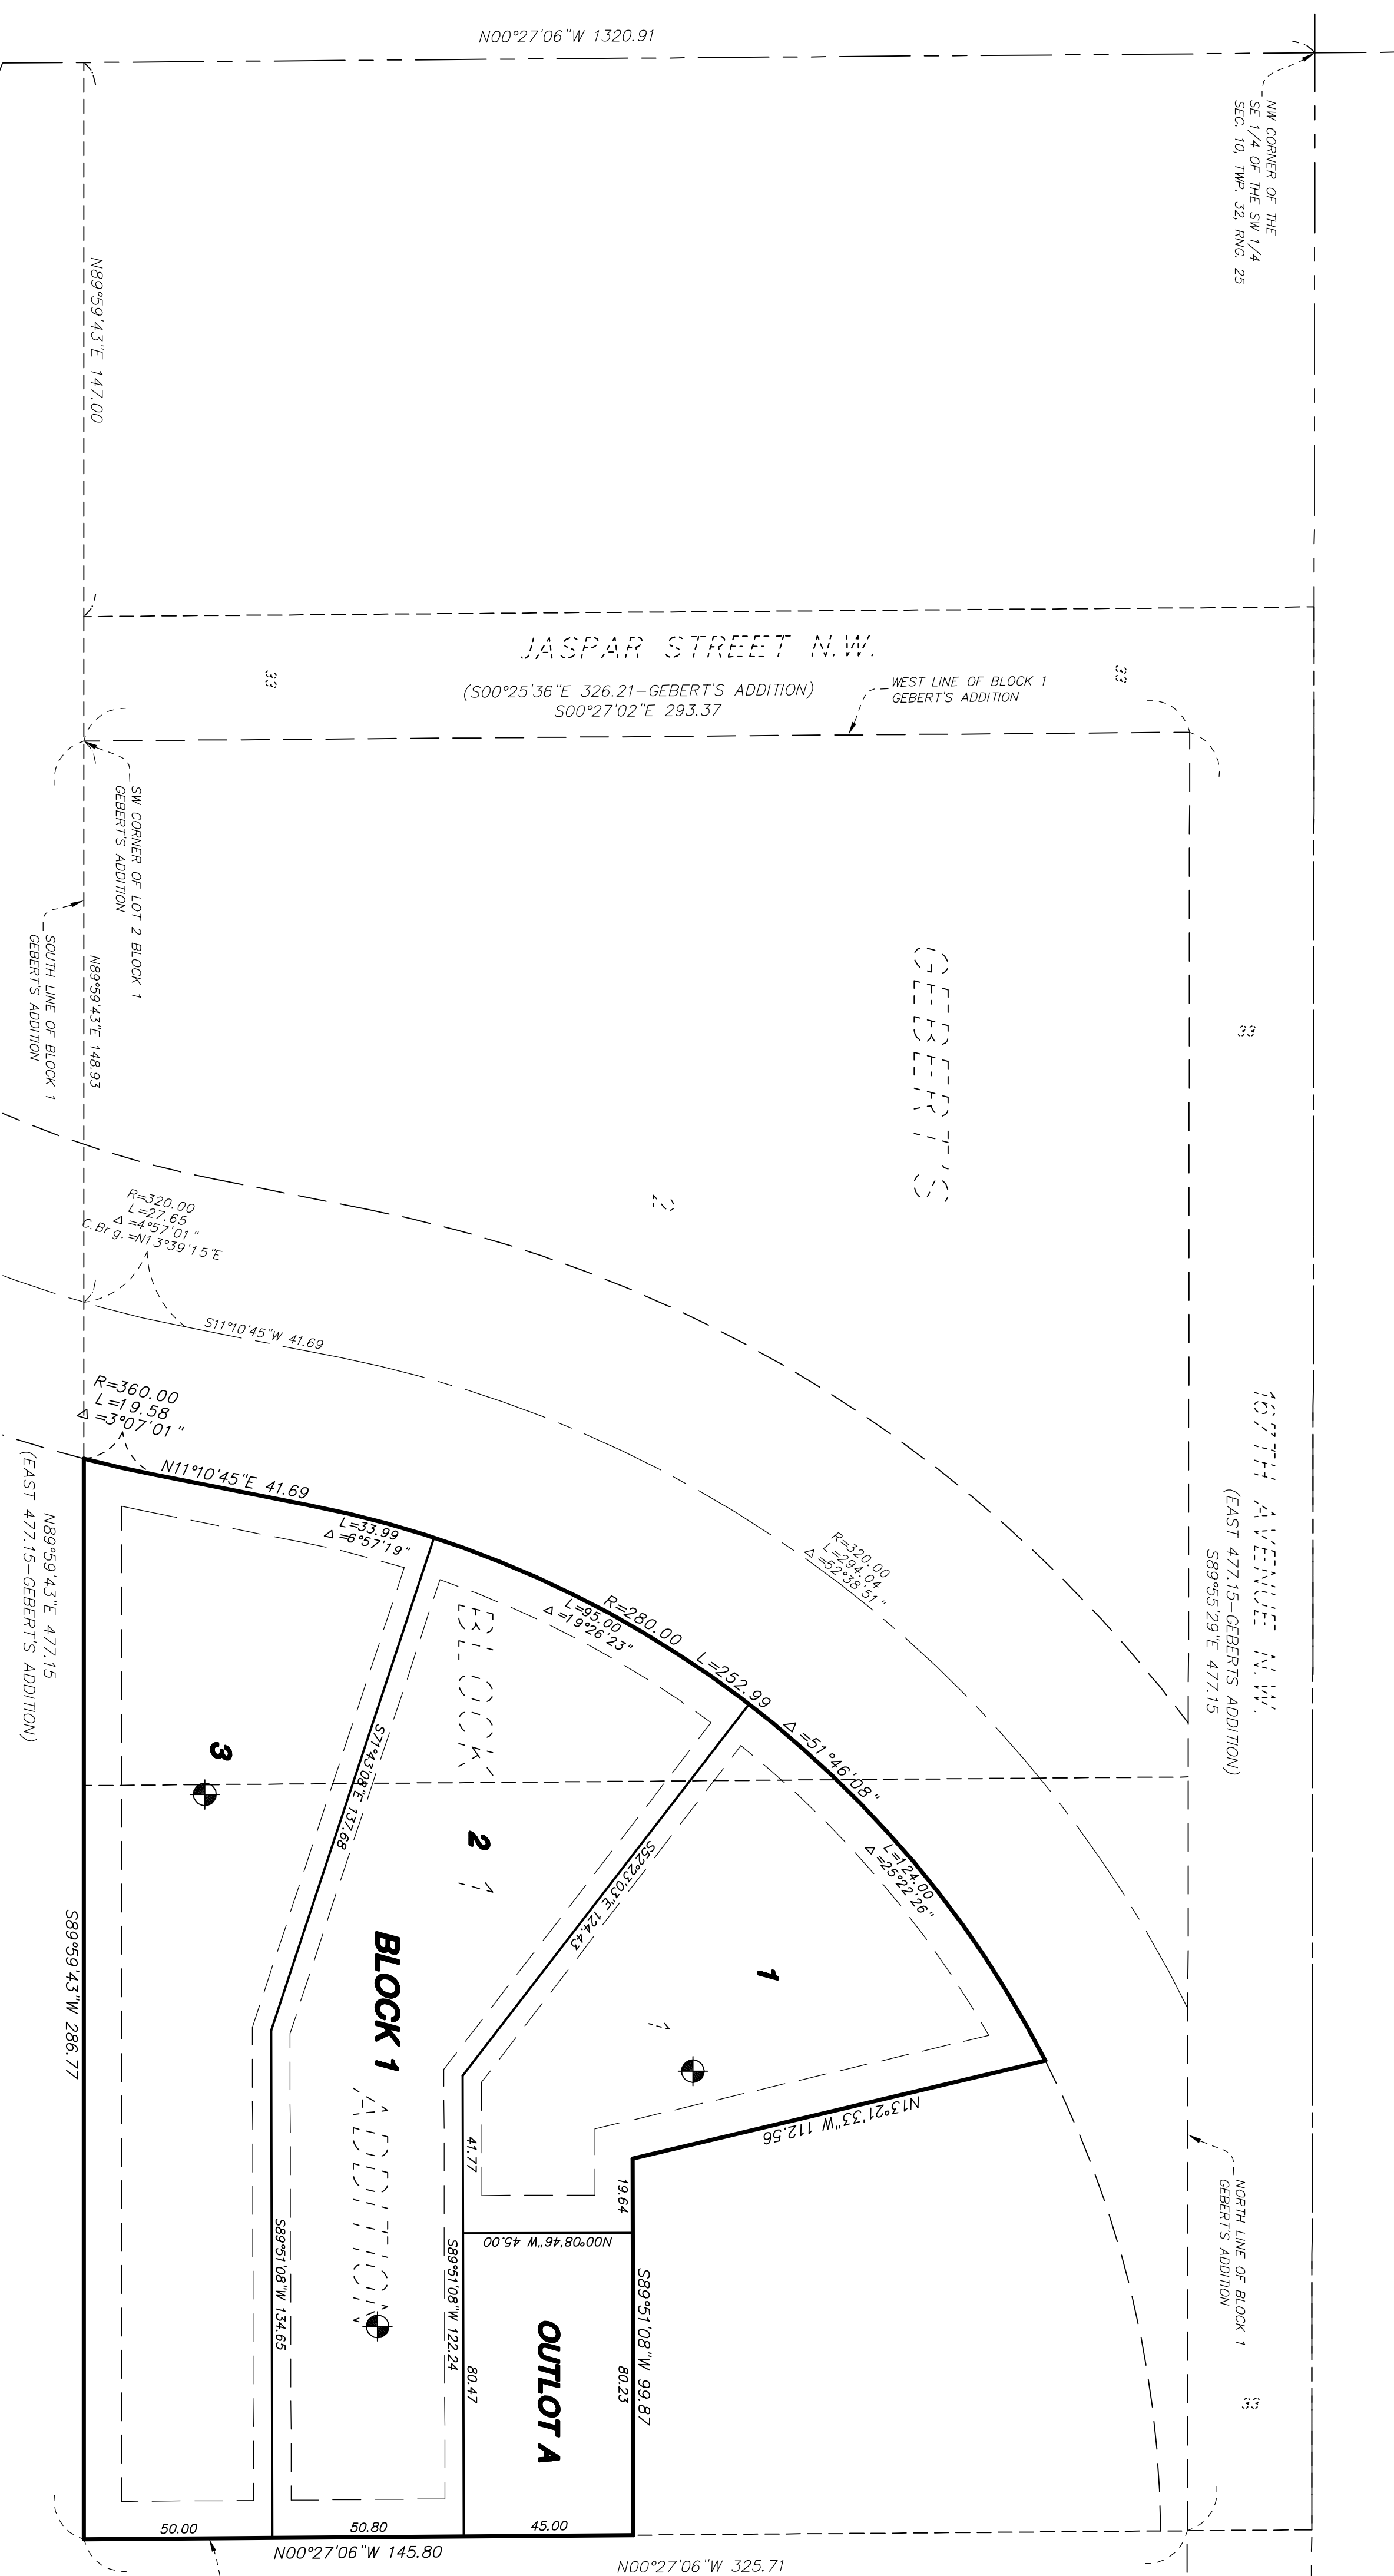 N00°27'06"W 1320.91
NW CORNER OF THE
SE 1/4 OF THE SW 1/4
SEC. 10, TWP. 32, RNG. 25
N89°59'43"E 147.00
JASPAR STREET N.W.
33
33
(S00°25'36"E 326.21-GEBERT'S ADDITION)
S00°27'02"E 293.37
WEST LINE OF BLOCK 1
GEBERT'S ADDITION
SW CORNER OF LOT 2 BLOCK 1
GEBERT'S ADDITION
SOUTH LINE OF BLOCK 1
GEBERT'S ADDITION
N89°59'43"E 148.93
GEBERT'S
33
2
R=320.00
L=27.65
Δ=4°57'01"
C.Brg.=N13°39'15"E
S11°10'45"W 41.69
R=360.00
L=19.58
Δ=3°07'01"
N11°10'45"E 41.69
L=33.99
Δ=6°57'19"
167TH AVENUE N.W.
(EAST 477.15-GEBERTS ADDITION)
S89°55'29"E 477.15
N89°59'43"E 477.15
(EAST 477.15-GEBERT'S ADDITION)
R=320.00
L=294.04
Δ=52°38'51"
R=280.00
L=252.99
Δ=51°46'08"
L=95.00
Δ=19°26'23"
L=124.00
Δ=25°22'26"
BLOCK 1
3
S71°43'08"E 137.68
2
1
S52°23'03"E 124.43
1
1
BLOCK 1
ADDITION
S89°59'43"W 286.77
N13°21'33"W 112.56
41.77
19.64
N00°08'46"W 45.00
S89°51'08"W 134.65
S89°51'08"W 122.24
80.47
OUTLOT A
80.23
S89°51'08"W 99.87
NORTH LINE OF BLOCK 1
GEBERT'S ADDITION
33
50.00
50.80
45.00
N00°27'06"W 145.80
N00°27'06"W 325.71